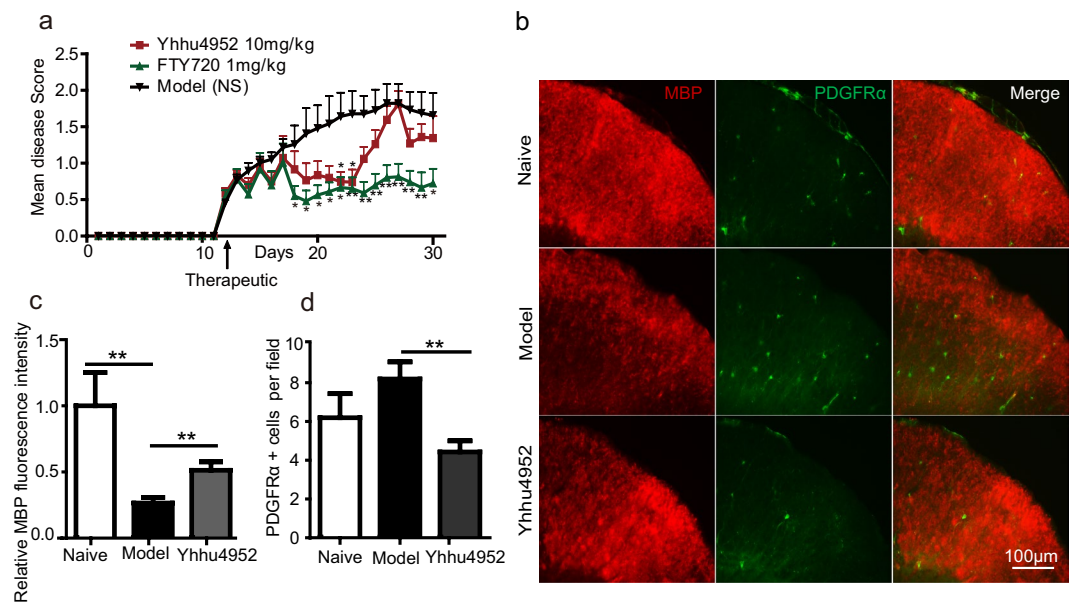 a
Yhhu4952 10mg/kg
FTY720 1mg/kg
Model (NS)
Mean disease Score
2.5
2.0
1.5
1.0
0.5
0.0
0
10
Days
20
30
Therapeutic
* * * * * * * * ** ** ** ** ** ** *
b
MBP
PDGFRα
Merge
Naive
Model
Yhhu4952
100μm
c
Relative MBP fluorescence intensity
1.5
1.0
0.5
0.0
**
**
Naive
Model
Yhhu4952
d
PDGFRα + cells per field
10
8
6
4
2
0
**
Naive
Model
Yhhu4952